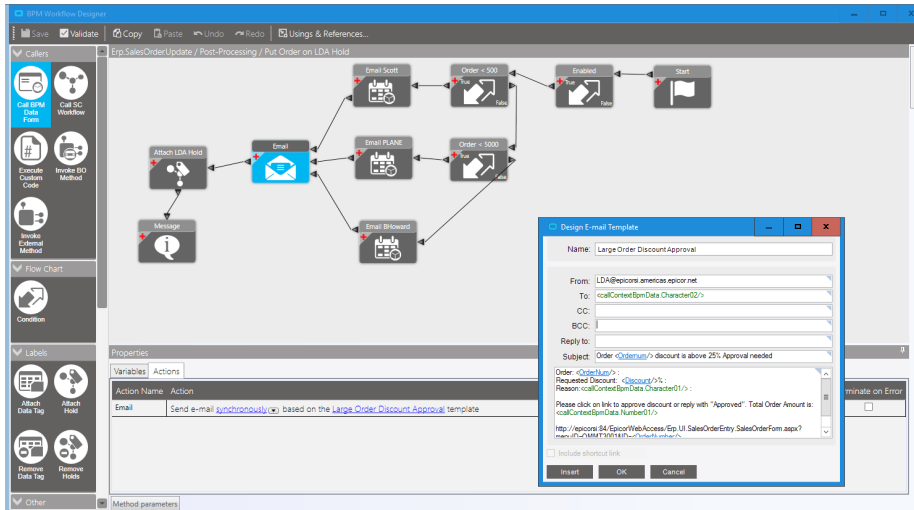 BPM Workflow Designer
Save Validate Copy Paste Undo Redo Usings & References...
Callers
Erp.SalesOrder.Update / Post-Processing / Put Order on LDA Hold
Call BPM Data Form
Call SC Workflow
Execute Custom Code
Invoke BO Method
Invoke External Method
Flow Chart
Condition
Labels
Attach Data Tag
Attach Hold
Remove Data Tag
Remove Holds
Other
Email Scott
Order < 500
True
False
Enabled
True
False
Start
Attach LDA Hold
Email
Email PLANE
Order < 5000
True
False
Message
Email BHoward
Properties
Variables Actions
Action Name Action
minate on Error
Email Send e-mail synchronously based on the Large Order Discount Approval template
Method parameters
Design E-mail Template
Name: Large Order Discount Approval
From: LDA@epicorsi.americas.epicor.net
To: <callContextBpmData.Character02/>
CC:
BCC:
Reply to:
Subject: Order <Ordernum/> discount is above 25% Approval needed
Order: <OrderNum/> :
Requested Discount: <Discount/>% :
Reason:<callContextBpmData.Character01/> :
Please click on link to approve discount or reply with "Approved". Total Order Amount is:
<callContextBpmData.Number01/>
http://epicorsi:84/EpicorWebAccess/Erp.UI.SalesOrderEntry.SalesOrderForm.aspx?
Include shortcut link
Insert OK Cancel